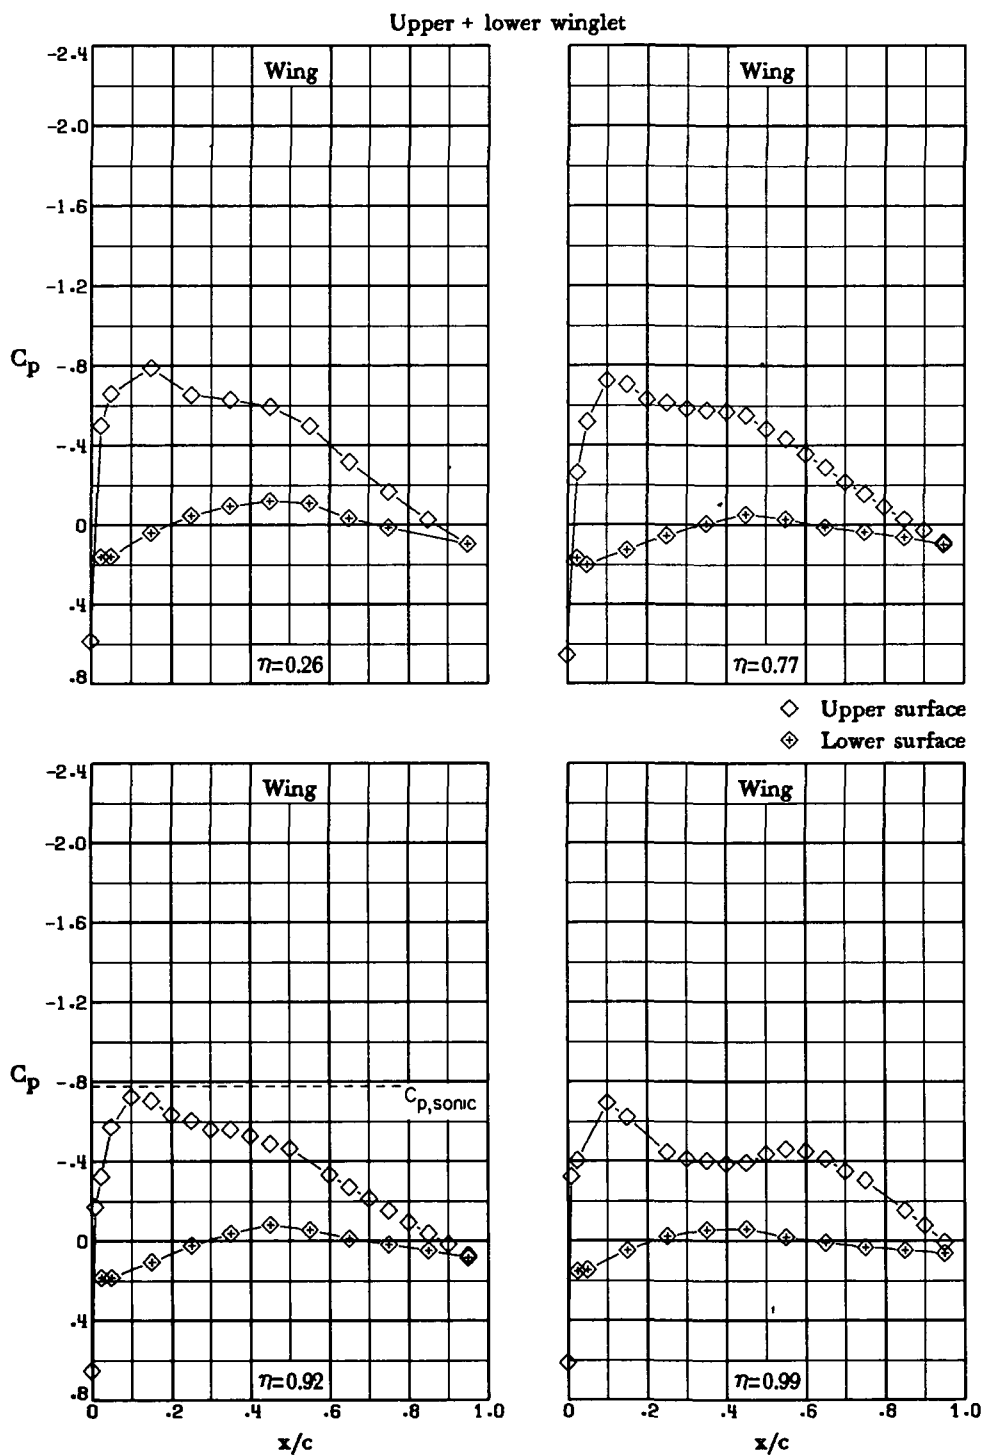 Upper + lower winglet
-2.4
-2.0
-1.6
-1.2
-.8
-.4
0
.4
.8
Cp
Wing
η=0.26
Wing
η=0.77
Upper surface
Lower surface
-2.4
-2.0
-1.6
-1.2
-.8
-.4
0
.4
.8
Cp
Wing
Cp,sonic
η=0.92
0 .2 .4 .6 .8 1.0
x/c
Wing
η=0.99
0 .2 .4 .6 .8 1.0
x/c